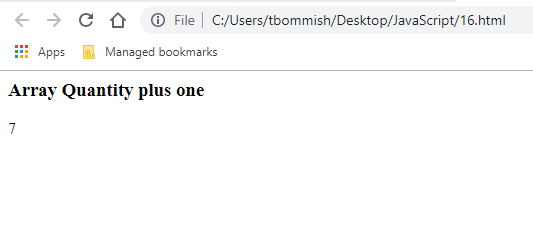 File C:/Users/tbommish/Desktop/JavaScript/16.html
Apps Managed bookmarks
Array Quantity plus one
7